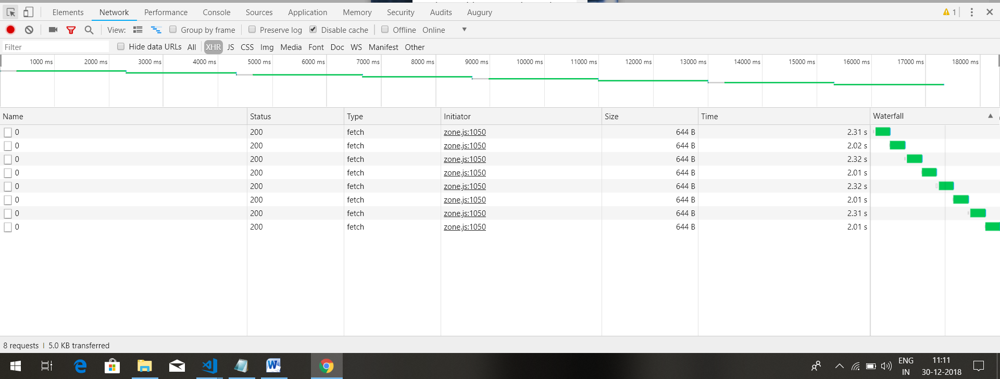 Elements Network Performance Console Sources Application Memory Security Audits Augury 1
View: Group by frame Preserve log Disable cache Offline Online
Filter Hide data URLs All XHR JS CSS Img Media Font Doc WS Manifest Other
1000 ms 2000 ms 3000 ms 4000 ms 5000 ms 6000 ms 7000 ms 8000 ms 9000 ms 10000 ms 11000 ms 12000 ms 13000 ms 14000 ms 15000 ms 16000 ms 17000 ms 18000 ms
Name Status Type Initiator Size Time Waterfall
0 200 fetch zone.js:1050 644 B 2.31 s
0 200 fetch zone.js:1050 644 B 2.02 s
0 200 fetch zone.js:1050 644 B 2.32 s
0 200 fetch zone.js:1050 644 B 2.01 s
0 200 fetch zone.js:1050 644 B 2.32 s
0 200 fetch zone.js:1050 644 B 2.01 s
0 200 fetch zone.js:1050 644 B 2.31 s
0 200 fetch zone.js:1050 644 B 2.01 s
8 requests 5.0 KB transferred
ENG 11:11
IN 30-12-2018